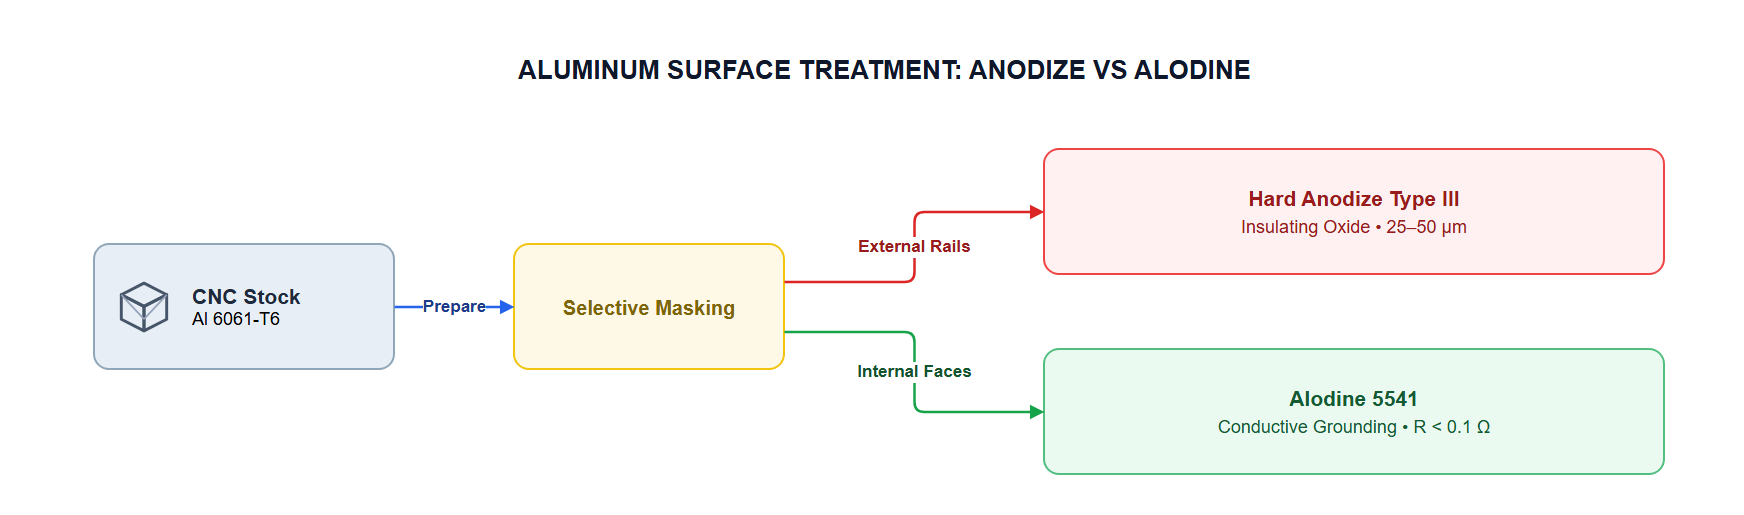 ALUMINUM SURFACE TREATMENT: ANODIZE VS ALODINE
CNC Stock
Al 6061-T6
Prepare
Selective Masking
External Rails
Internal Faces
Hard Anodize Type III
Insulating Oxide • 25–50 µm
Alodine 5541
Conductive Grounding • R < 0.1 Ω